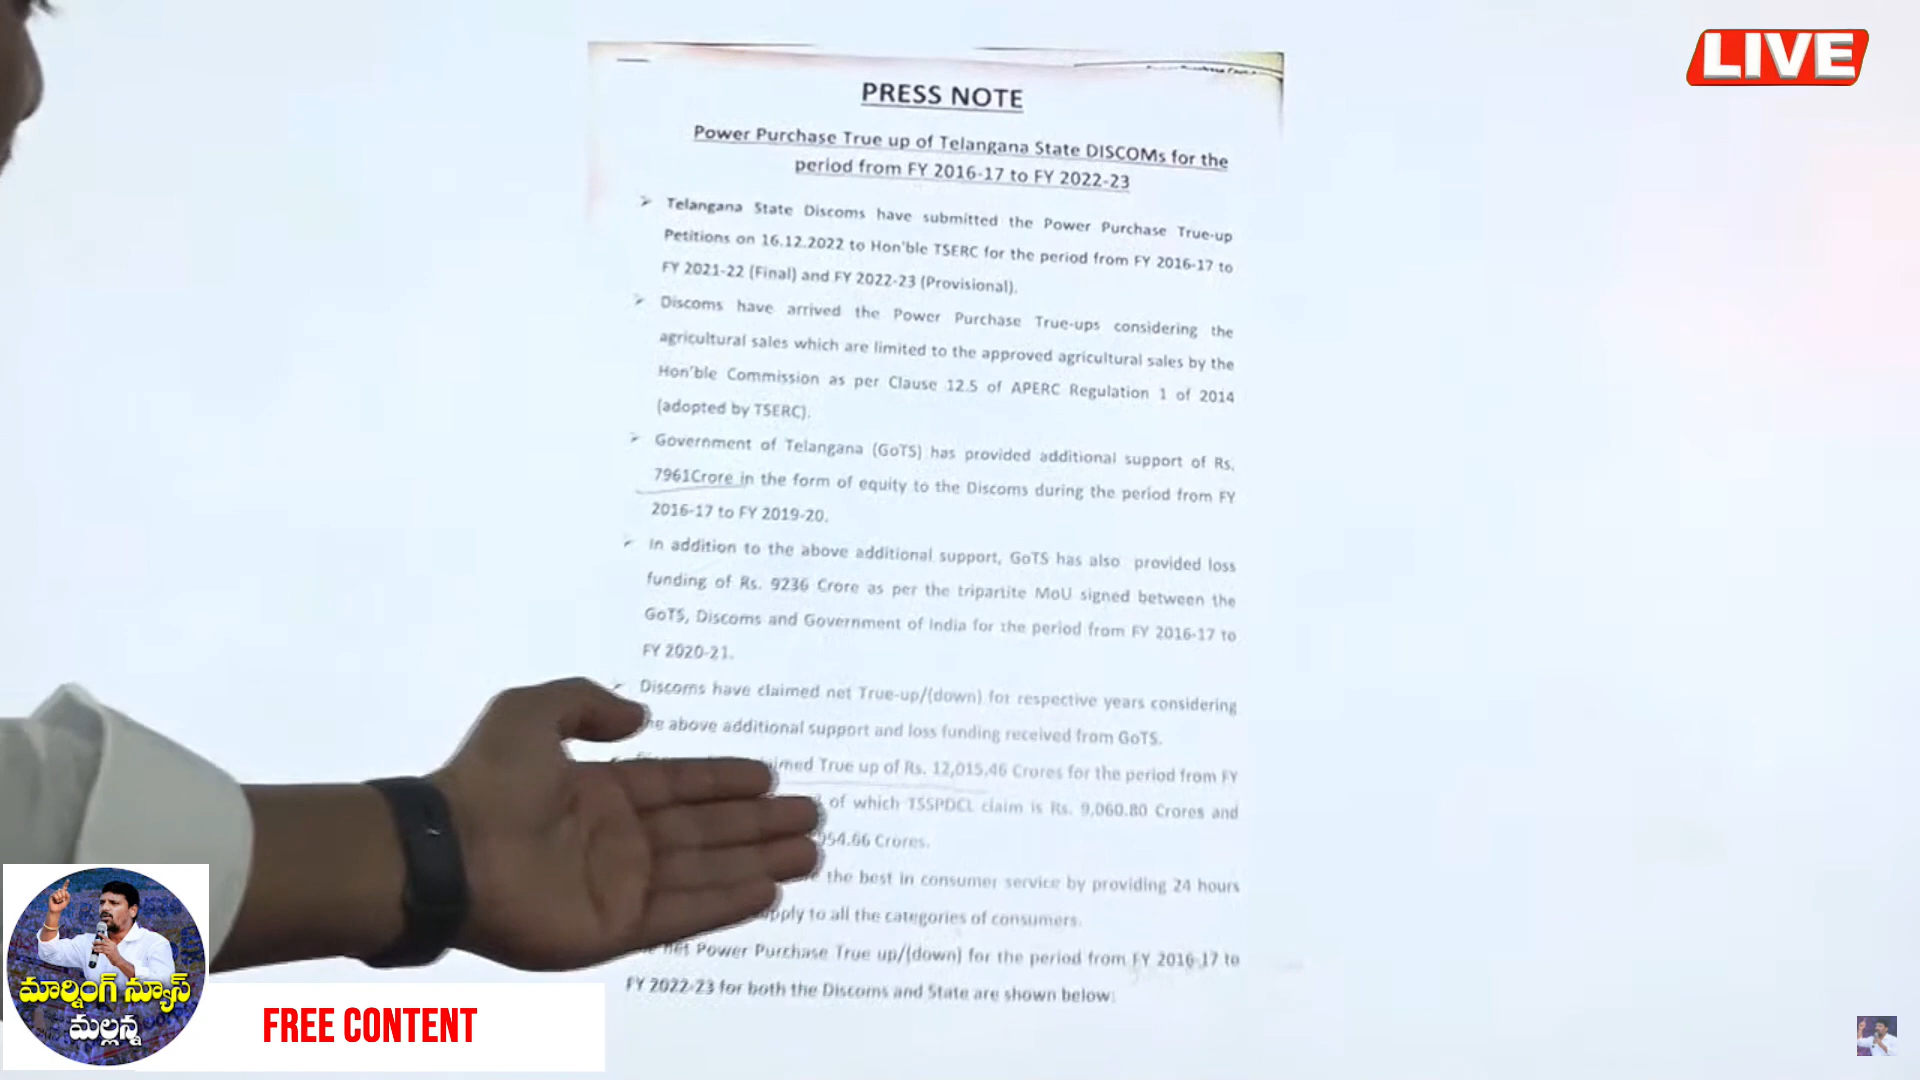 LIVE
PRESS NOTE
Power Purchase True up of Telangana State DISCOMs for the
period from FY 2016-17 to FY 2022-23
➢ Telangana State Discoms have submitted the Power Purchase True-up
Petitions on 16.12.2022 to Hon'ble TSERC for the period from FY 2016-17 to
FY 2021-22 (Final) and FY 2022-23 (Provisional).
➢ Discoms have arrived the Power Purchase True-ups considering the
agricultural sales which are limited to the approved agricultural sales by the
Hon'ble Commission as per Clause 12.5 of APERC Regulation 1 of 2014
(adopted by TSERC).
➢ Government of Telangana (GoTS) has provided additional support of Rs.
7961Crore in the form of equity to the Discoms during the period from FY
2016-17 to FY 2019-20.
➢ In addition to the above additional support, GoTS has also provided loss
funding of Rs. 9236 Crore as per the tripartite MoU signed between the
GoTS, Discoms and Government of India for the period from FY 2016-17 to
FY 2020-21.
Discoms have claimed net True-up/(down) for respective years considering
above additional support and loss funding received from GoTS.
True up of Rs. 12,015.46 Crores for the period from FY
of which TSSPDCL claim is Rs. 9,060.80 Crores and
954.66 Crores.
the best in consumer service by providing 24 hours
to all the categories of consumers.
net Power Purchase True up/(down) for the period from FY 2016-17 to
FY 2022-23 for both the Discoms and State are shown below:
మార్నింగ్ న్యూస్
మల్లన్న
FREE CONTENT